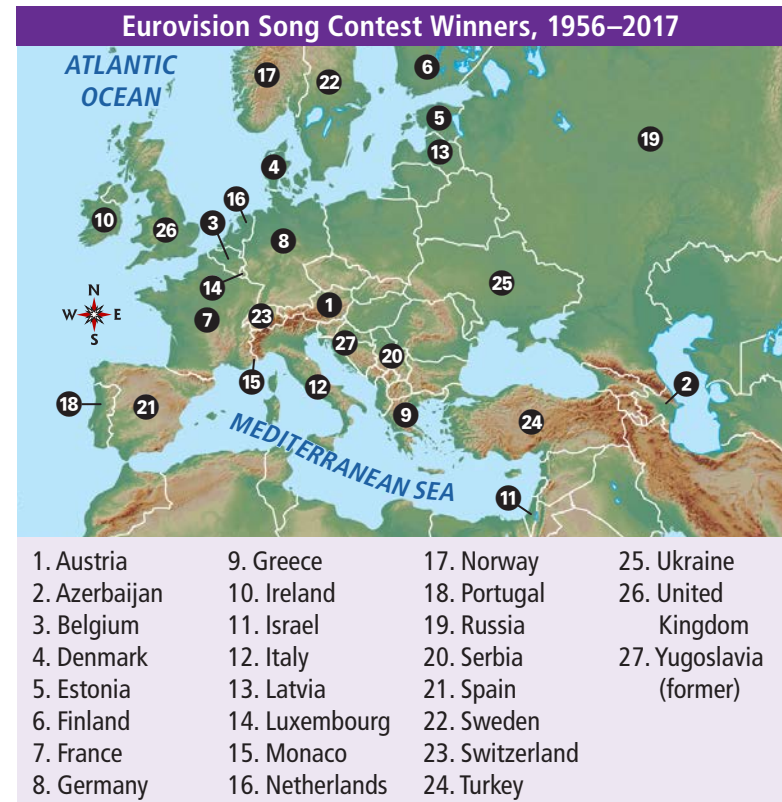 Eurovision Song Contest Winners, 1956–2017
ATLANTIC
OCEAN
17
22
6
5
19
13
4
16
10
3
26
8
14
25
N
W E
S
7
23
1
27
20
2
15
12
18
21
9
24
MEDITERRANEAN SEA
11
1. Austria
2. Azerbaijan
3. Belgium
4. Denmark
5. Estonia
6. Finland
7. France
8. Germany
9. Greece
10. Ireland
11. Israel
12. Italy
13. Latvia
14. Luxembourg
15. Monaco
16. Netherlands
17. Norway
18. Portugal
19. Russia
20. Serbia
21. Spain
22. Sweden
23. Switzerland
24. Turkey
25. Ukraine
26. United
Kingdom
27. Yugoslavia
(former)